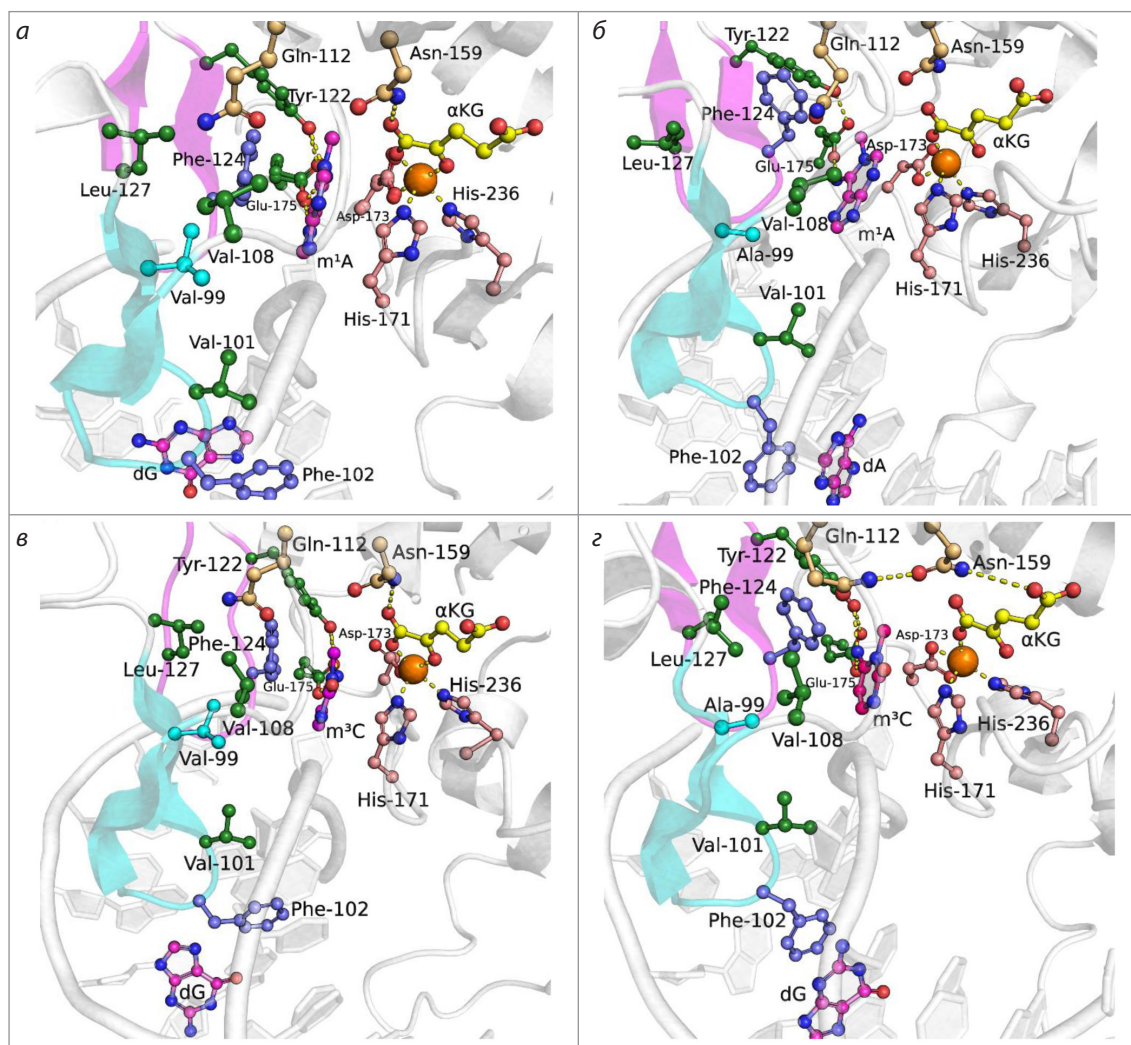 а
Gln-112
Asn-159
Tyr-122
αKG
Phe-124
Leu-127
Glu-175
His-236
Asp-173
Val-108
m¹A
Val-99
His-171
Val-101
dG
Phe-102
б
Tyr-122
Gln-112
Asn-159
Phe-124
αKG
Asp-173
Leu-127
Glu-175
Val-108
m¹A
Ala-99
His-236
His-171
Val-101
Phe-102
dA
в
Gln-112
Tyr-122
Asn-159
αKG
Phe-124
Asp-173
Leu-127
Glu-175
His-236
Val-108
m³C
Val-99
His-171
Val-101
Phe-102
dG
г
Gln-112
Tyr-122
Asn-159
Phe-124
αKG
Asp-173
Leu-127
Glu-175
Ala-99
m³C
His-236
Val-108
His-171
Val-101
Phe-102
dG